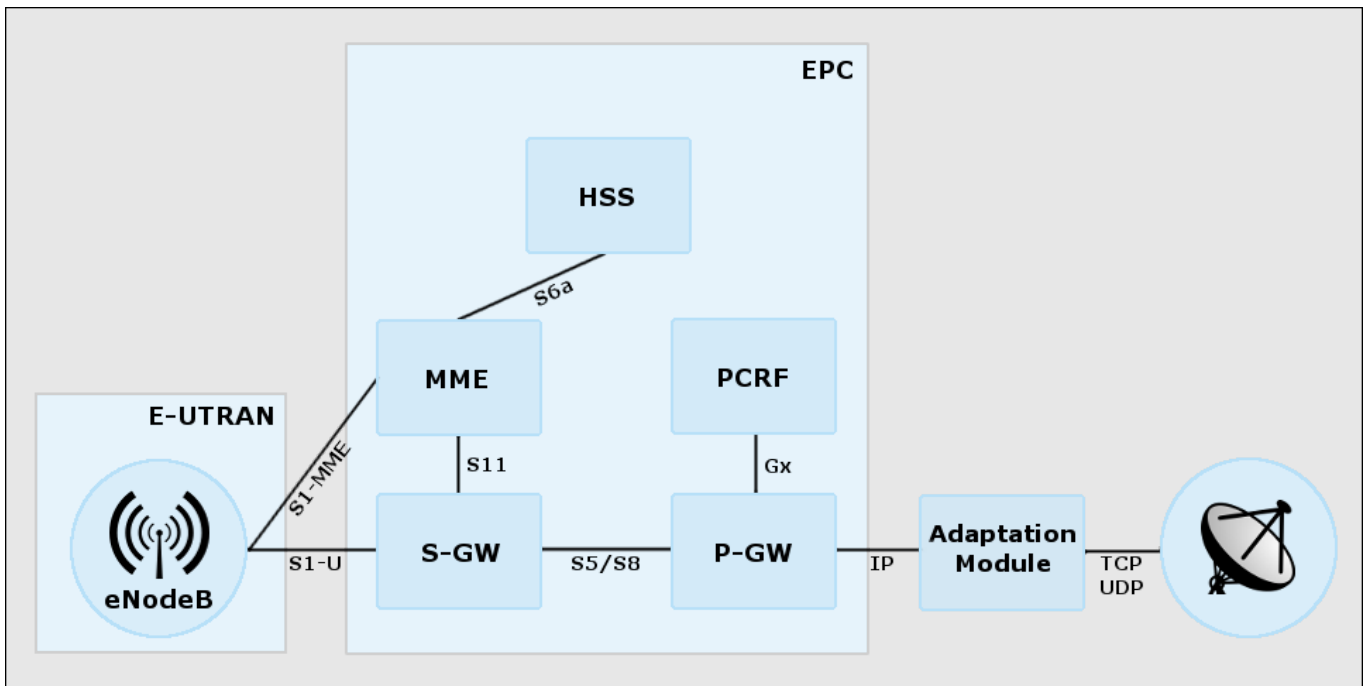 EPC
HSS
S6a
MME
PCRF
E-UTRAN
S1-MME
S11
Gx
eNodeB
S1-U
S-GW
S5/S8
P-GW
IP
Adaptation
Module
TCP
UDP